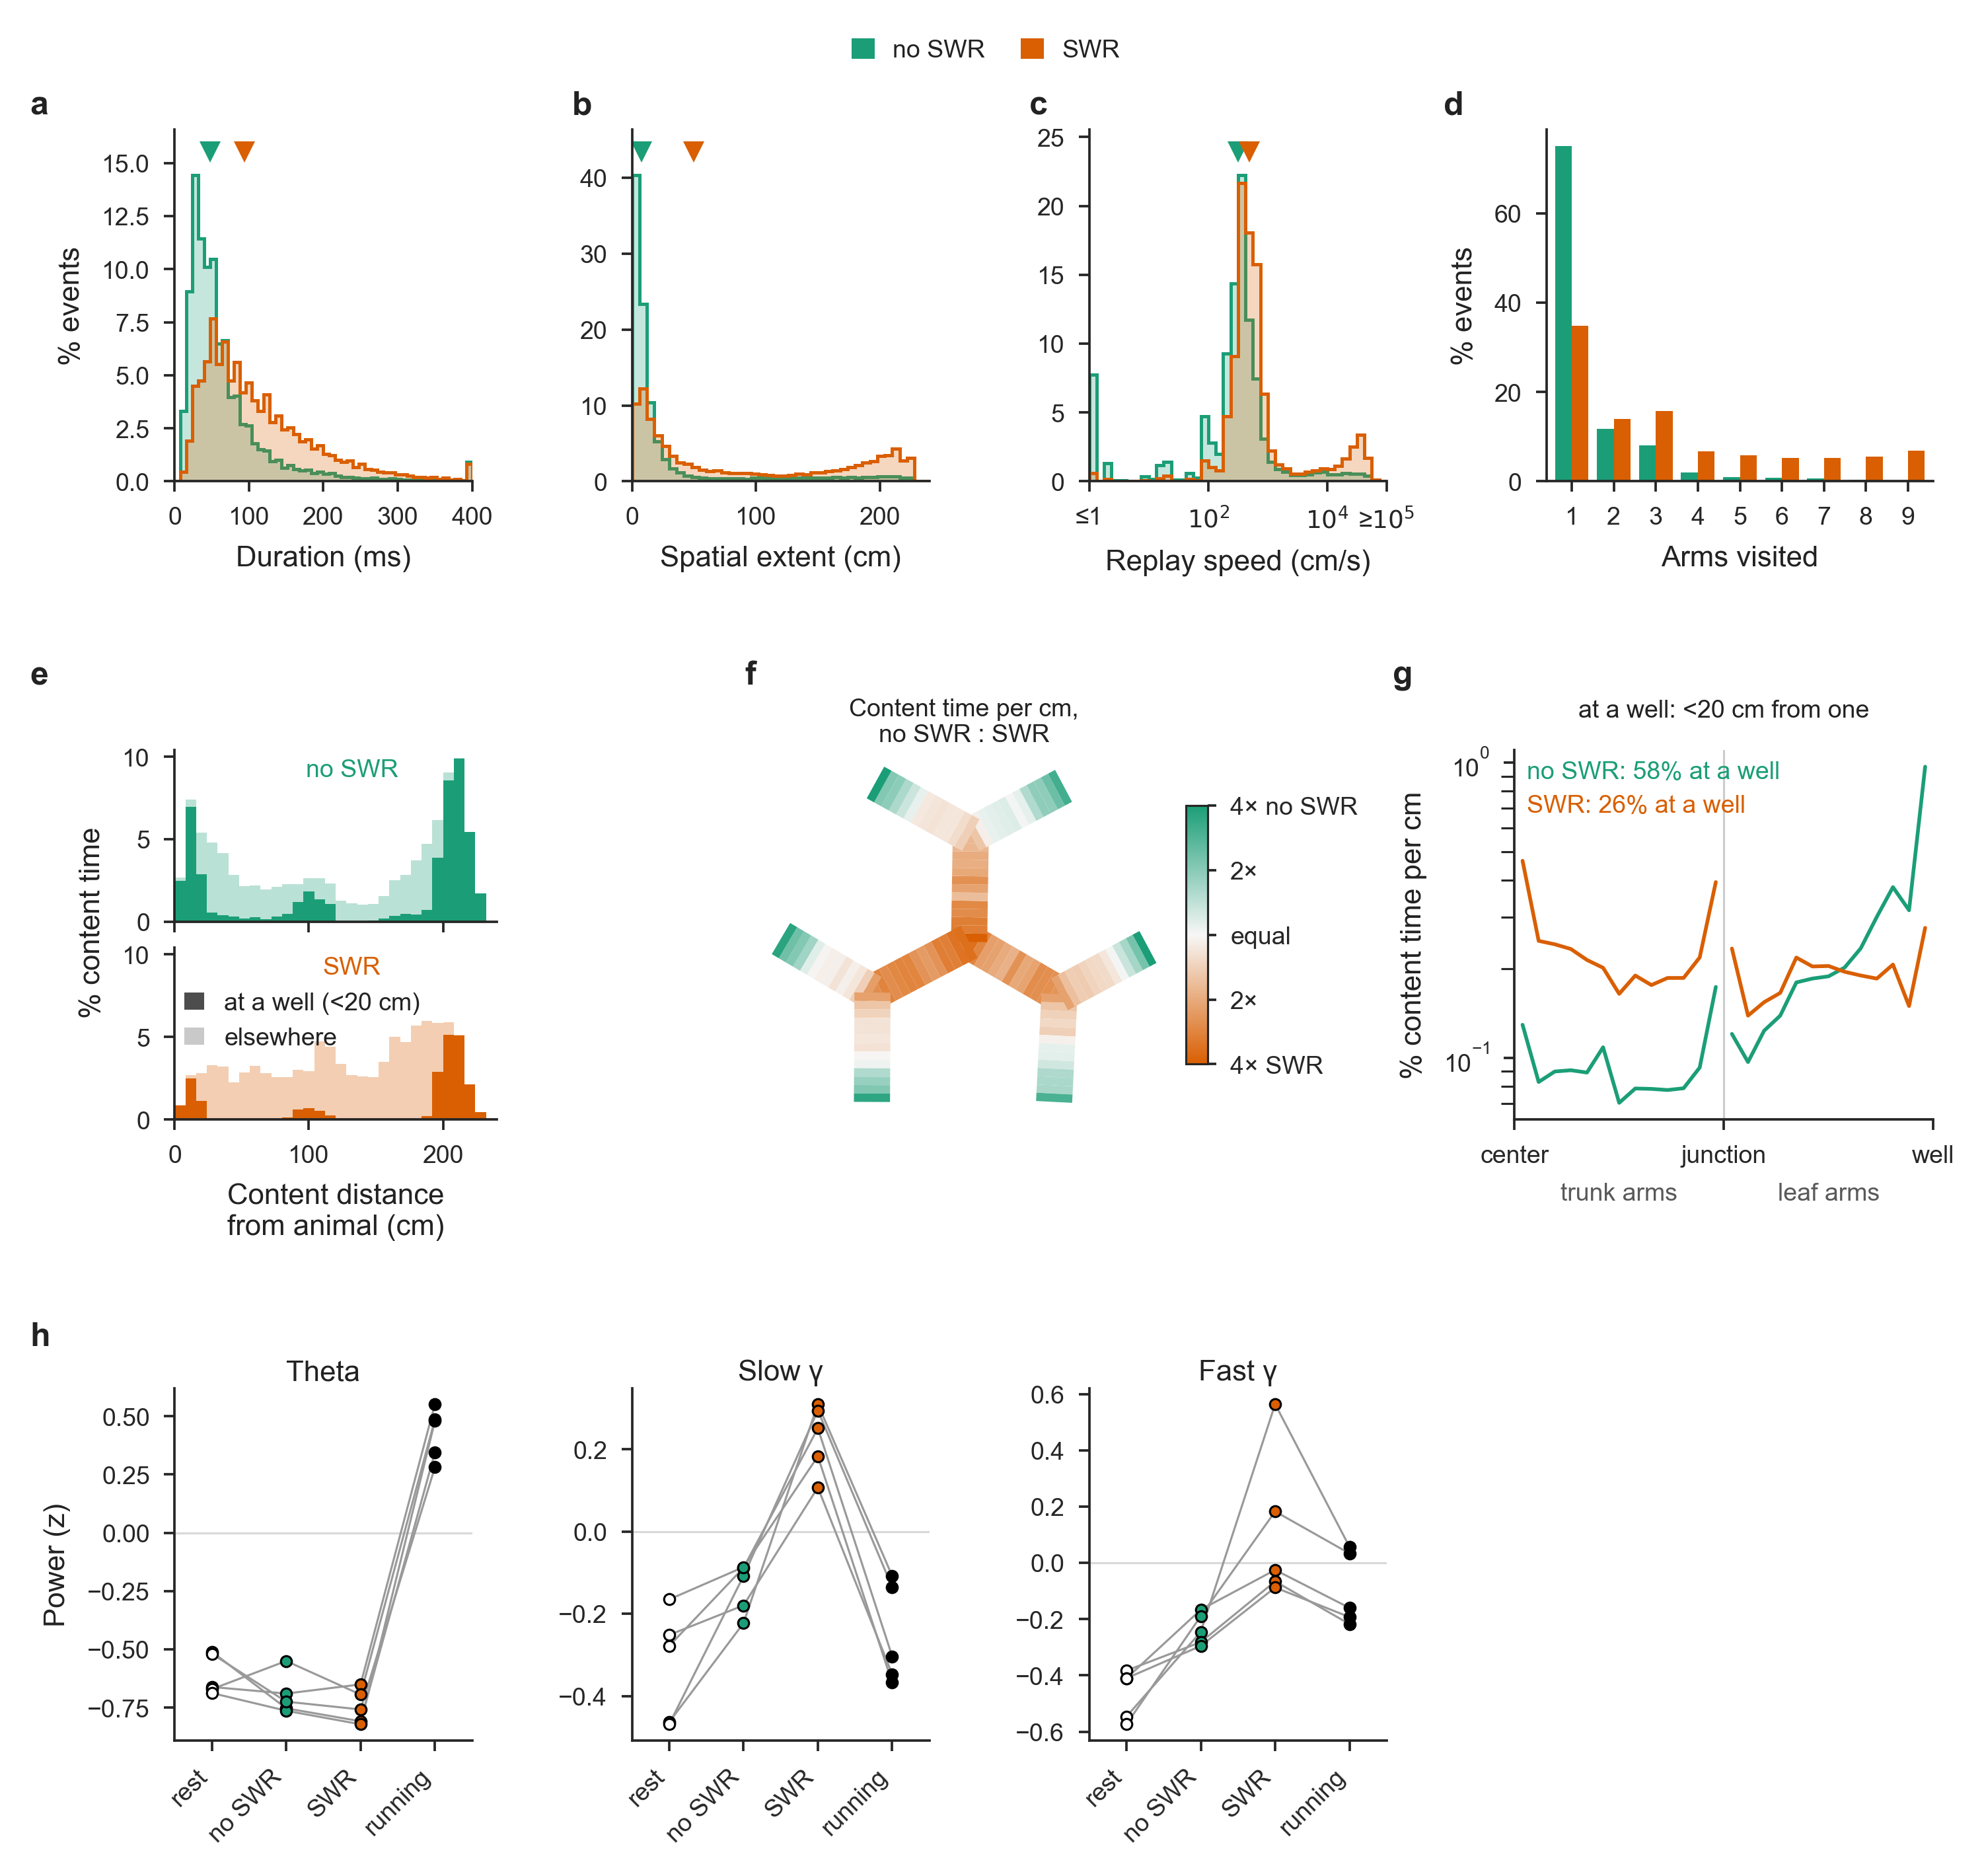 no SWR
SWR
a
15.0
12.5
10.0
7.5
5.0
2.5
0.0
% events
0 100 200 300 400
Duration (ms)
b
40
30
20
10
0
0 100 200
Spatial extent (cm)
c
25
20
15
10
5
0
≤1 10² 10⁴ ≥10⁵
Replay speed (cm/s)
d
60
40
20
0
% events
1 2 3 4 5 6 7 8 9
Arms visited
e
10
5
0
no SWR
% content time
10
5
0
SWR
at a well (<20 cm)
elsewhere
0 100 200
Content distance
from animal (cm)
f
Content time per cm,
no SWR : SWR
4× no SWR
2×
equal
2×
4× SWR
g
at a well: <20 cm from one
10⁰
10⁻¹
% content time per cm
no SWR: 58% at a well
SWR: 26% at a well
center junction well
trunk arms leaf arms
h
Theta
0.50
0.25
0.00
−0.25
−0.50
−0.75
Power (z)
rest no SWR SWR running
Slow γ
0.2
0.0
−0.2
−0.4
rest no SWR SWR running
Fast γ
0.6
0.4
0.2
0.0
−0.2
−0.4
−0.6
rest no SWR SWR running